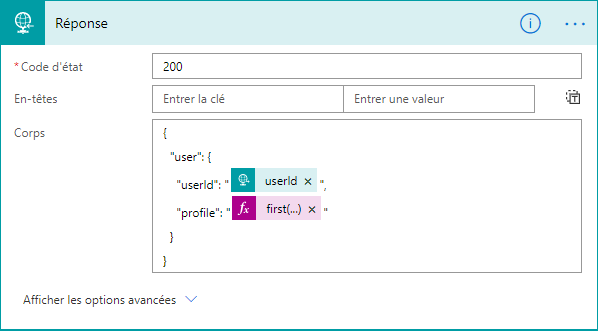 Réponse
* Code d'état 200
En-têtes Entrer la clé Entrer une valeur
Corps
{
"user": {
"userId": " userId × ",
"profile": " fx first(...) × "
}
}
Afficher les options avancées